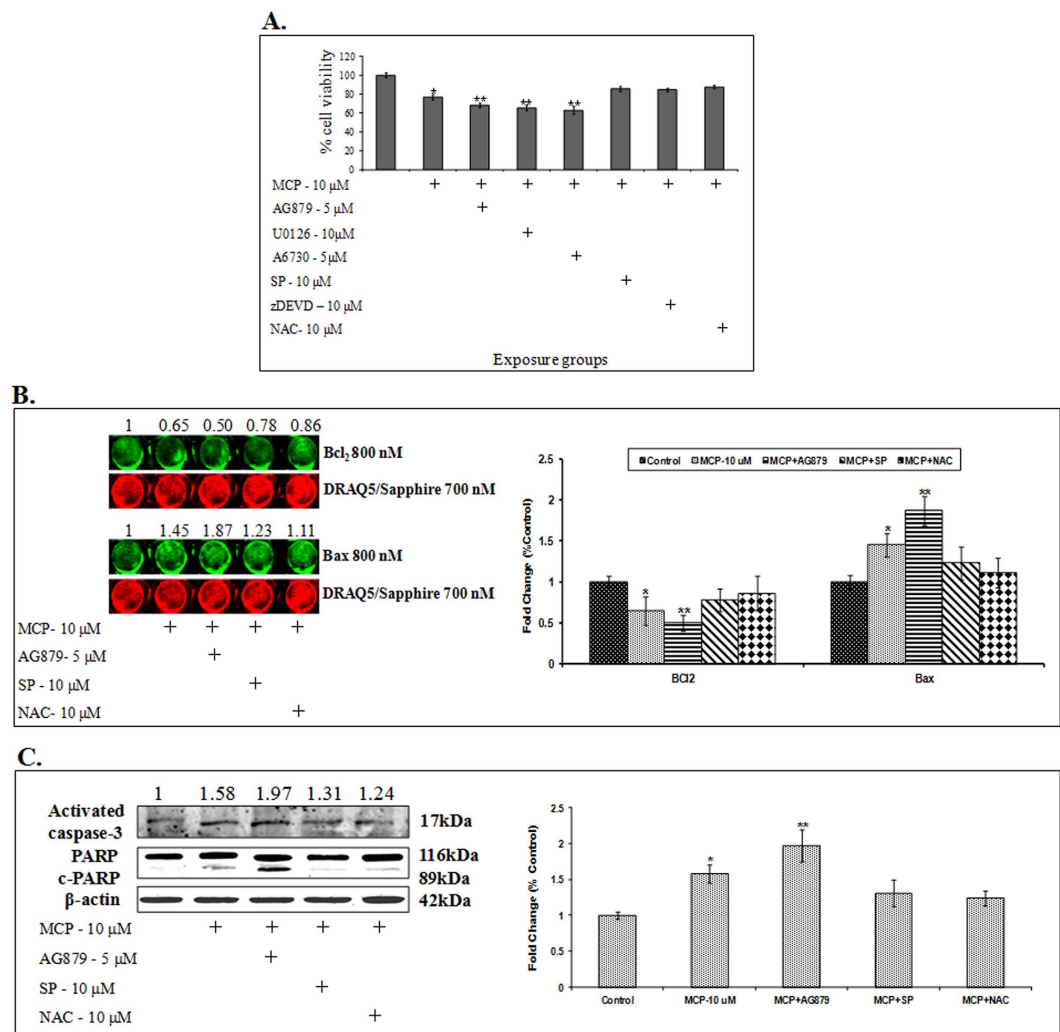 A.
% cell viability
120
100
80
60
40
20
0
* ** ** **
MCP - 10 μM + + + + + + +
AG879 - 5 μM +
U0126 - 10μM +
A6730 - 5μM +
SP - 10 μM +
zDEVD – 10 μM +
NAC- 10 μM +
Exposure groups
B.
1 0.65 0.50 0.78 0.86
Bcl2 800 nM
DRAQ5/Sapphire 700 nM
1 1.45 1.87 1.23 1.11
Bax 800 nM
DRAQ5/Sapphire 700 nM
MCP- 10 μM + + + +
AG879- 5 μM +
SP - 10 μM +
NAC- 10 μM +
Fold Change (%Control)
2.5
2
1.5
1
0.5
0
Control MCP-10 uM MCP+AG879 MCP+SP MCP+NAC
* ** * **
BCl2 Bax
C.
1 1.58 1.97 1.31 1.24
Activated
caspase-3 17kDa
PARP 116kDa
c-PARP 89kDa
β-actin 42kDa
MCP - 10 μM + + + +
AG879 - 5 μM +
SP - 10 μM +
NAC - 10 μM +
Fold Change (% Control)
2.5
2
1.5
1
0.5
0
* **
Control MCP-10 uM MCP+AG879 MCP+SP MCP+NAC